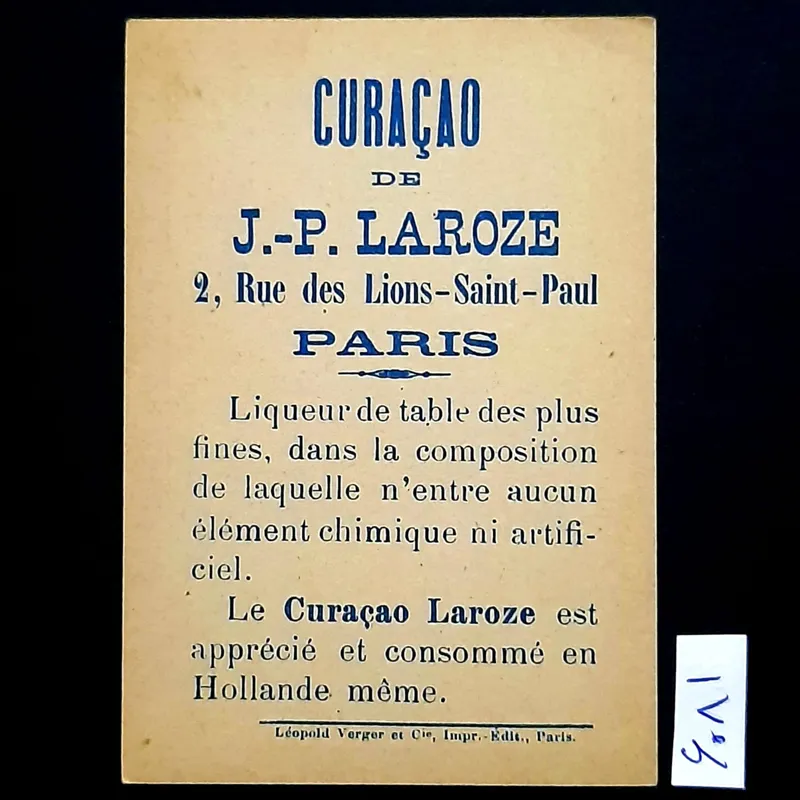 CURAÇAO
DE
J.-P. LAROZE
2, Rue des Lions-Saint-Paul
PARIS
Liqueur de table des plus
fines, dans la composition
de laquelle n'entre aucun
élément chimique ni artifi-
ciel.
Le Curaçao Laroze est
apprécié et consommé en
Hollande même.
Léopold Verger et Cie, Impr.-Édit., Paris.